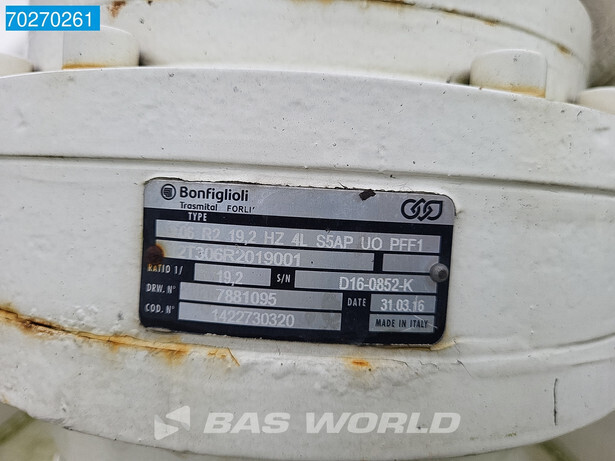 70270261
Bonfiglioli
Trasmital FORLI'
TYPE
306 R2 19,2 HZ 4L S5AP UO PFF1
2T306R2019001
RATIO 1/ 19,2 S/N D16-0852-K
DRW. N° 7881095 DATE 31.03.16
COD. N° 1422730320 MADE IN ITALY
BAS WORLD